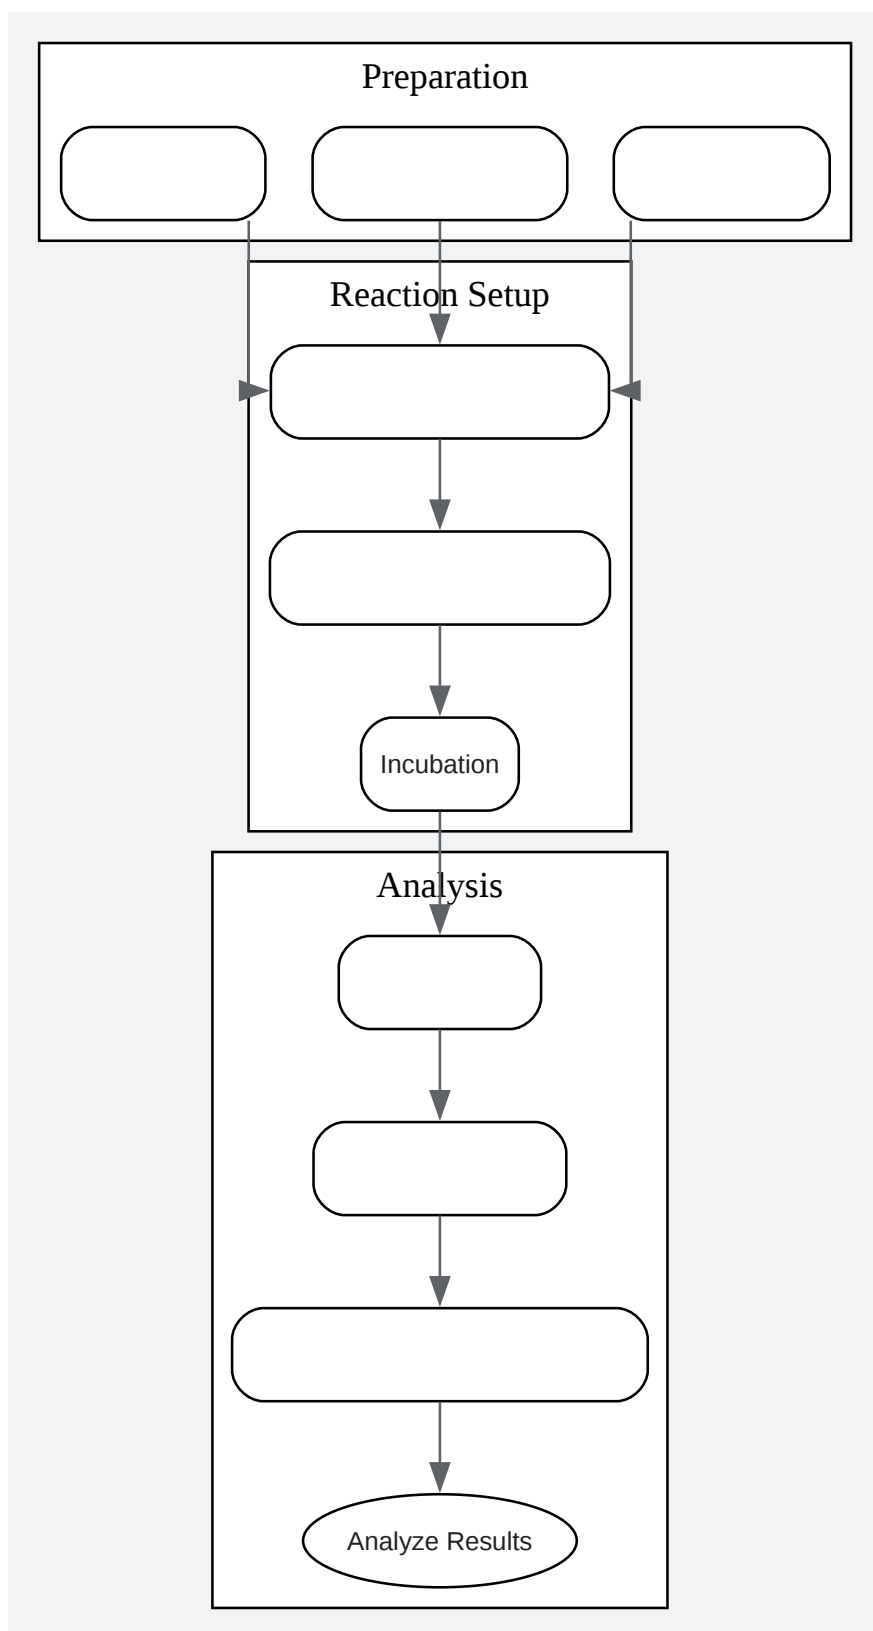 Preparation
Reaction Setup
Incubation
Analysis
Analyze Results